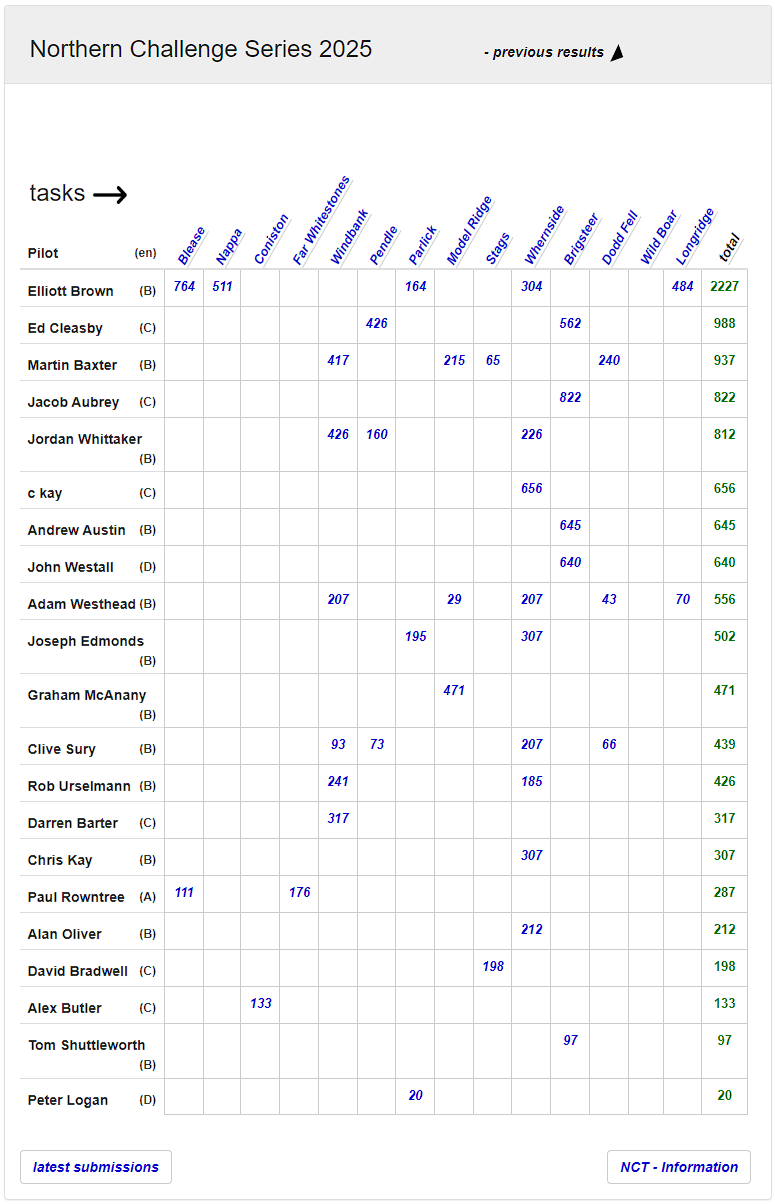 Northern Challenge Series 2025
- previous results
tasks
Pilot (en) Blease Nappa Coniston Far Whitestones Windbank Pendle Parlick Model Ridge Stags Whernside Brigsteer Dodd Fell Wild Boar Longridge total
Elliott Brown (B) 764 511 164 304 484 2227
Ed Cleasby (C) 426 562 988
Martin Baxter (B) 417 215 65 240 937
Jacob Aubrey (C) 822 822
Jordan Whittaker 426 160 226 812
(B)
c kay (C) 656 656
Andrew Austin (B) 645 645
John Westall (D) 640 640
Adam Westhead (B) 207 29 207 43 70 556
Joseph Edmonds 195 307 502
(B)
Graham McAnany 471 471
(B)
Clive Sury (B) 93 73 207 66 439
Rob Urselmann (B) 241 185 426
Darren Barter (C) 317 317
Chris Kay (B) 307 307
Paul Rowntree (A) 111 176 287
Alan Oliver (B) 212 212
David Bradwell (C) 198 198
Alex Butler (C) 133 133
Tom Shuttleworth 97 97
(B)
Peter Logan (D) 20 20
latest submissions
NCT - Information